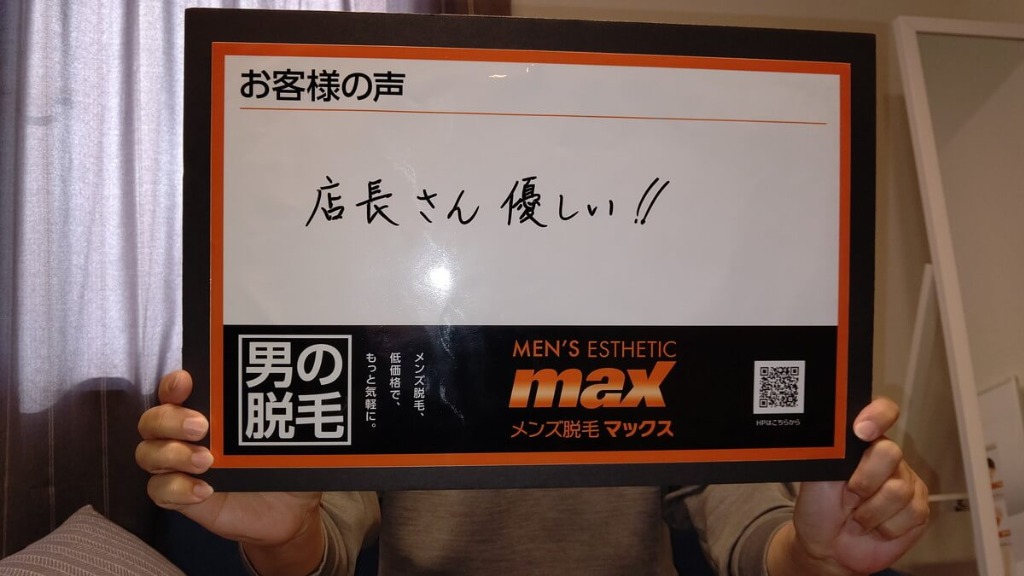 お客様の声
店長さん 優しい!!
男の
脱毛
メンズ脱毛、
低価格で、
もっと気軽に。
MEN'S ESTHETIC
max
メンズ脱毛 マックス
HPはこちらから